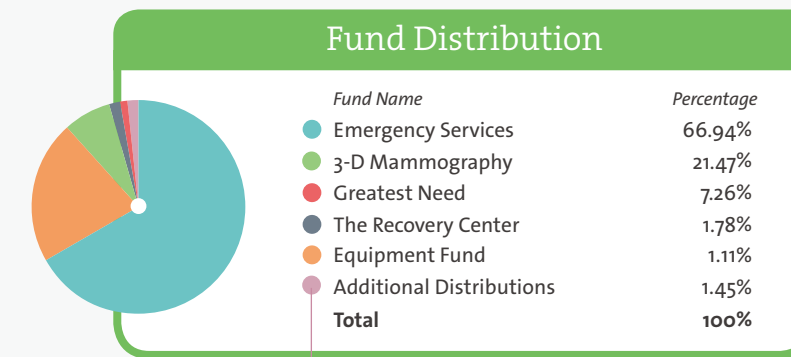 Fund Distribution
Fund Name Percentage
Emergency Services 66.94%
3-D Mammography 21.47%
Greatest Need 7.26%
The Recovery Center 1.78%
Equipment Fund 1.11%
Additional Distributions 1.45%
Total 100%